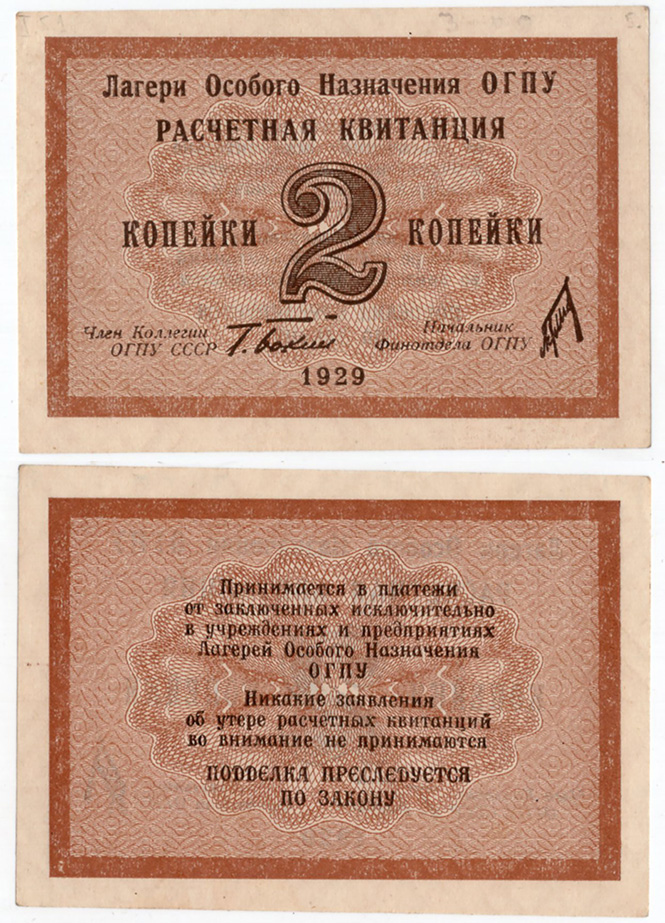 Лагери Особого Назначения ОГПУ
РАСЧЕТНАЯ КВИТАНЦИЯ
КОПЕЙКИ 2 КОПЕЙКИ
Член Коллегии
ОГПУ СССР
Г. Бокий
Начальник
Финотдела ОГПУ
1929
Принимается в платежи
от заключенных исключительно
в учреждениях и предприятиях
Лагерей Особого Назначения
ОГПУ
Никакие заявления
об утере расчетных квитанций
во внимание не принимаются
ПОДДЕЛКА ПРЕСЛЕДУЕТСЯ
ПО ЗАКОНУ